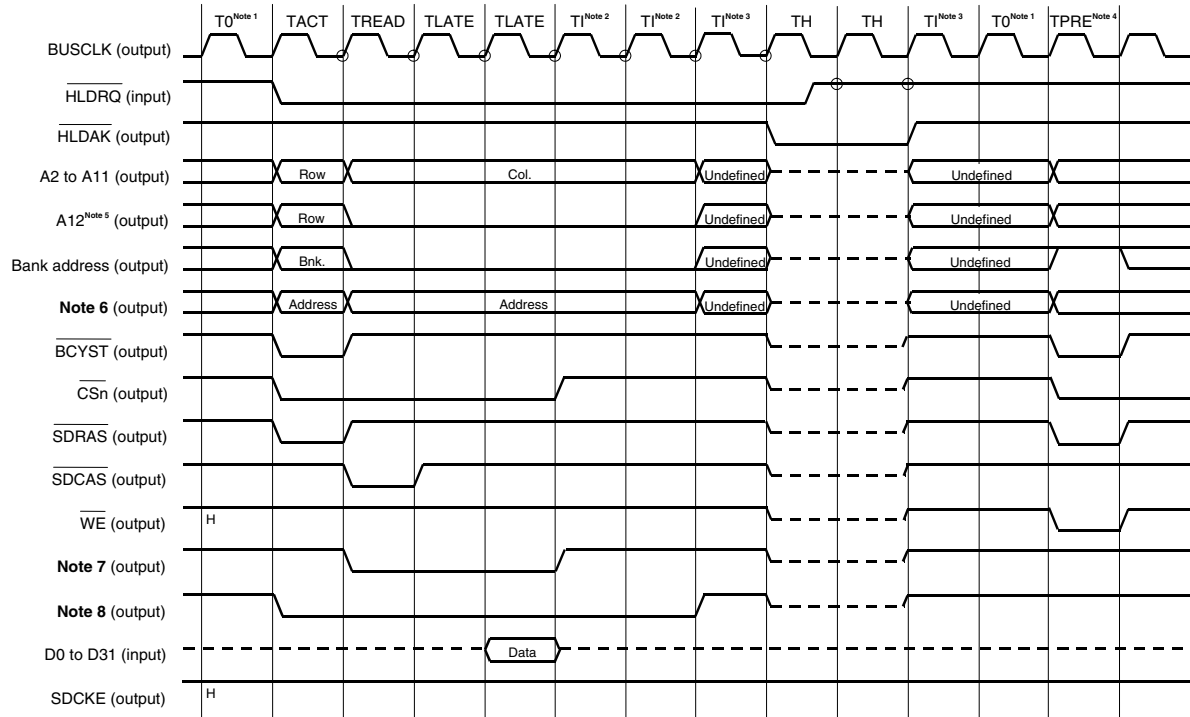 T0Note 1 TACT TREAD TLATE TLATE TINote 2 TINote 2 TINote 3 TH TH TINote 3 T0Note 1 TPRENote 4
BUSCLK (output)
HLDRQ (input)
HLDAK (output)
A2 to A11 (output) Row Col. Undefined Undefined
A12Note 5 (output) Row Undefined Undefined
Bank address (output) Bnk. Undefined Undefined
Note 6 (output) Address Address Undefined Undefined
BCYST (output)
CSn (output)
SDRAS (output)
SDCAS (output)
WE (output) H
Note 7 (output)
Note 8 (output)
D0 to D31 (input) Data
SDCKE (output) H